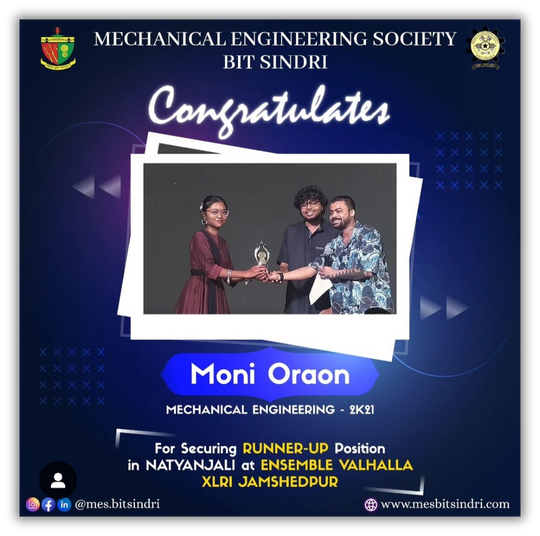 MECHANICAL ENGINEERING SOCIETY
BIT SINDRI
Congratulates
Moni Oraon
MECHANICAL ENGINEERING - 2K21
For Securing RUNNER-UP Position
in NATYANJALI at ENSEMBLE VALHALLA
XLRI JAMSHEDPUR
@mes.bitsindri
www.mesbitsindri.com